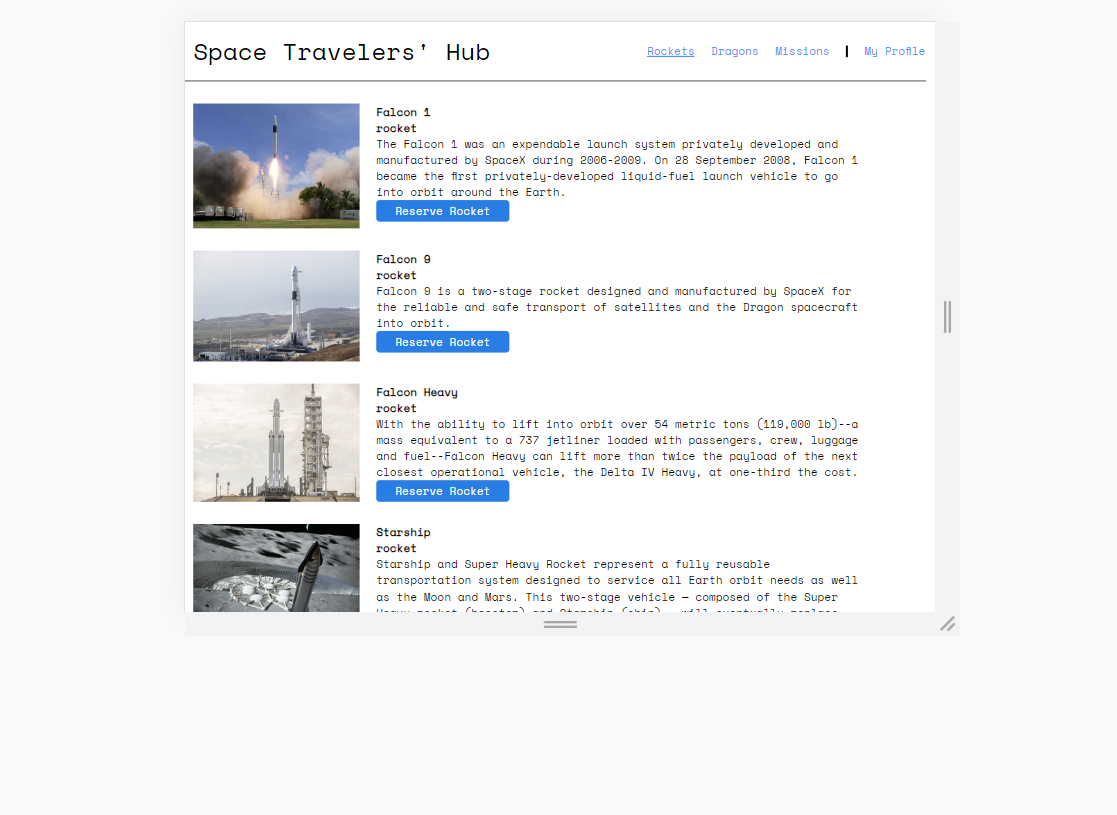 Space Travelers' Hub
Rockets Dragons Missions | My Profile
Falcon 1
rocket
The Falcon 1 was an expendable launch system privately developed and
manufactured by SpaceX during 2006-2009. On 28 September 2008, Falcon 1
became the first privately-developed liquid-fuel launch vehicle to go
into orbit around the Earth.
Reserve Rocket
Falcon 9
rocket
Falcon 9 is a two-stage rocket designed and manufactured by SpaceX for
the reliable and safe transport of satellites and the Dragon spacecraft
into orbit.
Reserve Rocket
Falcon Heavy
rocket
With the ability to lift into orbit over 54 metric tons (119,000 lb)--a
mass equivalent to a 737 jetliner loaded with passengers, crew, luggage
and fuel--Falcon Heavy can lift more than twice the payload of the next
closest operational vehicle, the Delta IV Heavy, at one-third the cost.
Reserve Rocket
Starship
rocket
Starship and Super Heavy Rocket represent a fully reusable
transportation system designed to service all Earth orbit needs as well
as the Moon and Mars. This two-stage vehicle — composed of the Super
Heavy rocket (booster) and Starship (ship) — will eventually replace